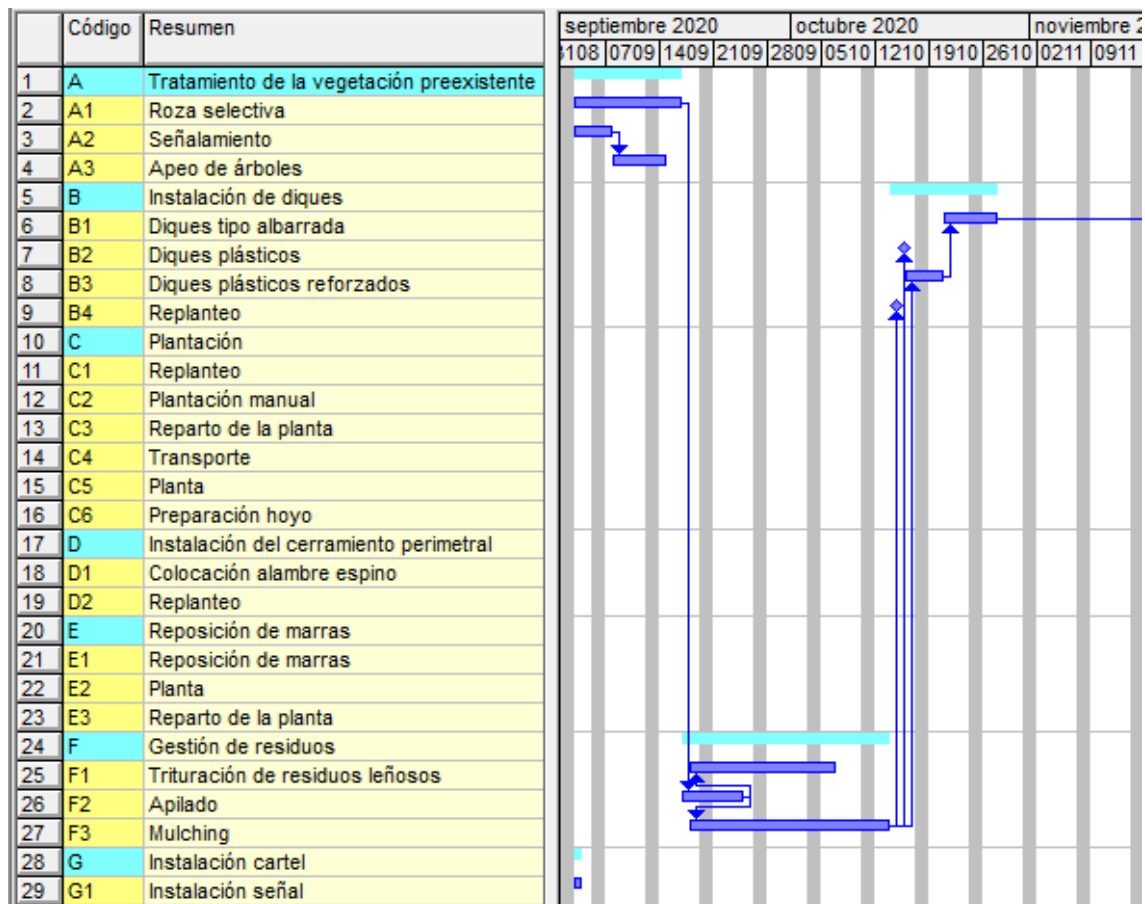 Código Resumen septiembre 2020 octubre 2020 noviembre 2
3108 0709 1409 2109 2809 0510 1210 1910 2610 0211 0911
1 A Tratamiento de la vegetación preexistente
2 A1 Roza selectiva
3 A2 Señalamiento
4 A3 Apeo de árboles
5 B Instalación de diques
6 B1 Diques tipo albarrada
7 B2 Diques plásticos
8 B3 Diques plásticos reforzados
9 B4 Replanteo
10 C Plantación
11 C1 Replanteo
12 C2 Plantación manual
13 C3 Reparto de la planta
14 C4 Transporte
15 C5 Planta
16 C6 Preparación hoyo
17 D Instalación del cerramiento perimetral
18 D1 Colocación alambre espino
19 D2 Replanteo
20 E Reposición de marras
21 E1 Reposición de marras
22 E2 Planta
23 E3 Reparto de la planta
24 F Gestión de residuos
25 F1 Trituración de residuos leñosos
26 F2 Apilado
27 F3 Mulching
28 G Instalación cartel
29 G1 Instalación señal